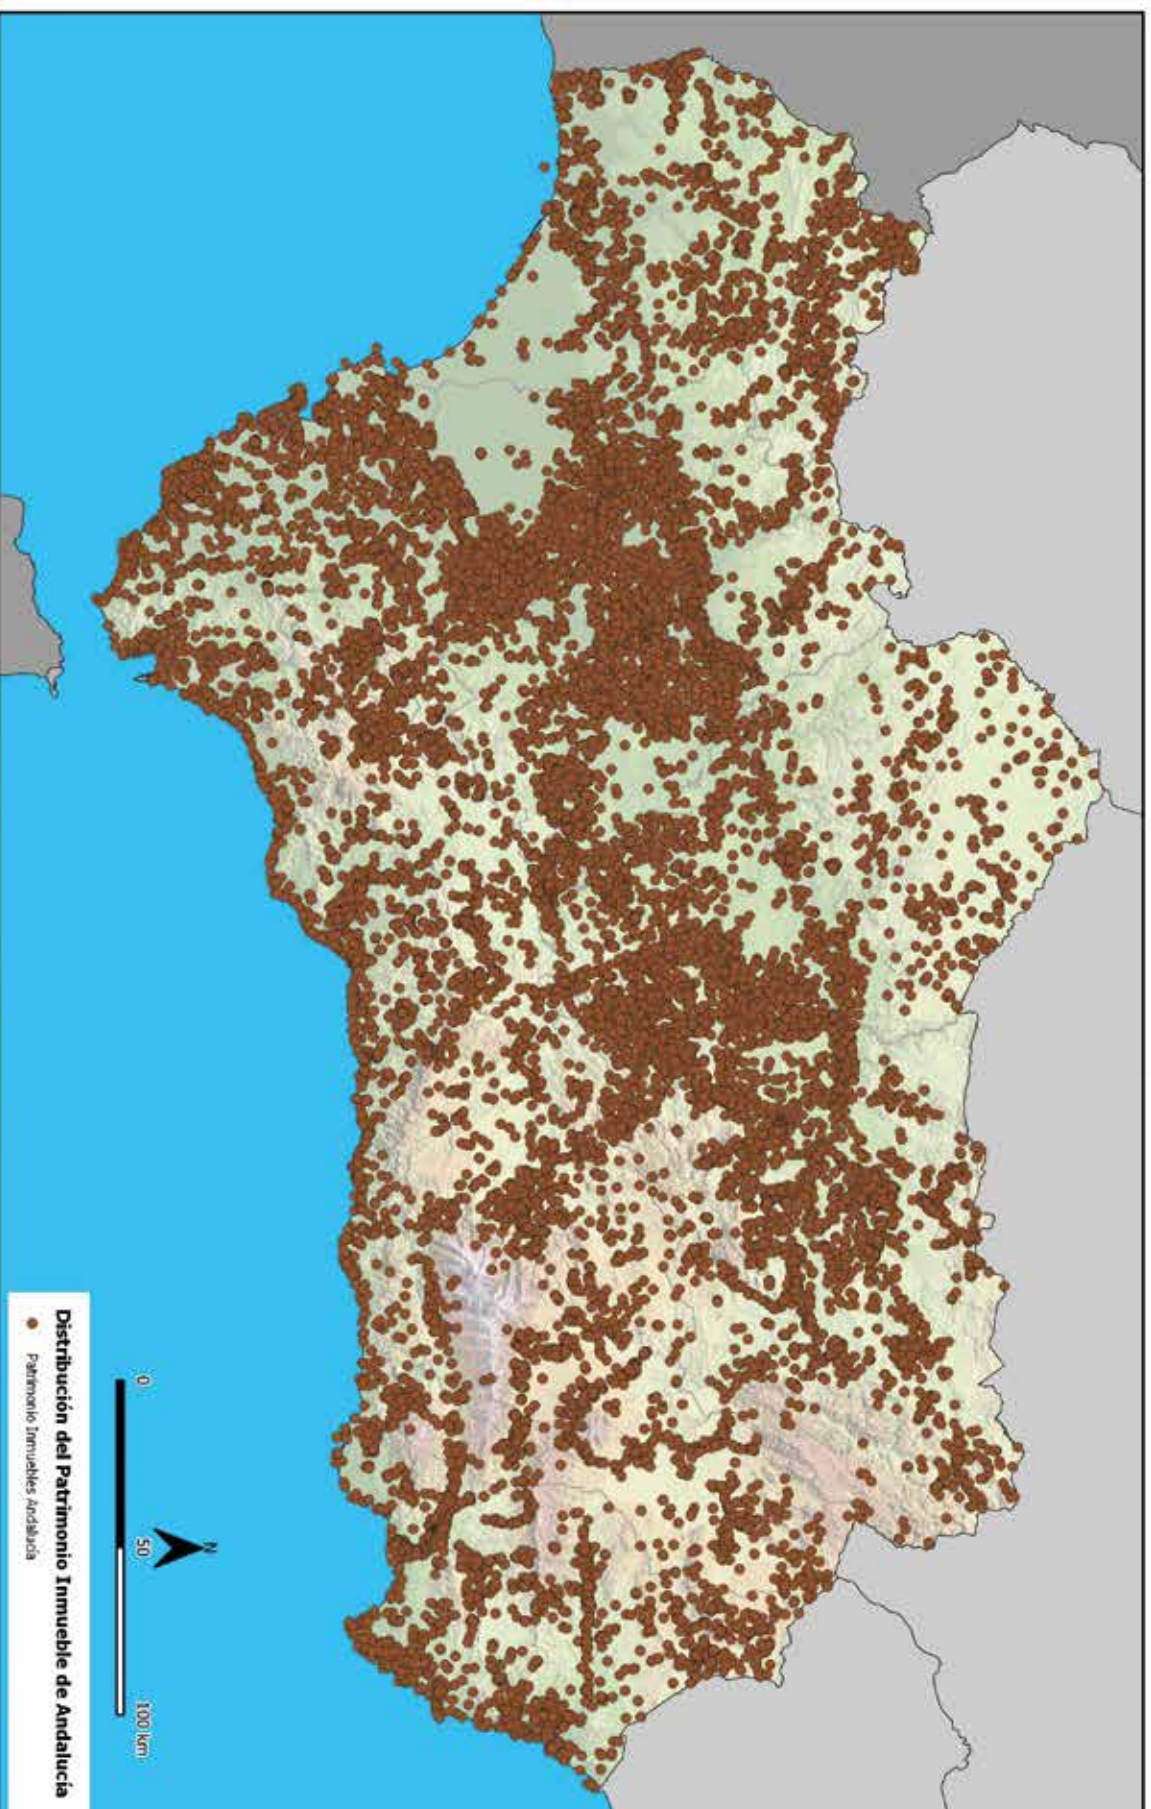 N
0 50 100 km
Distribución del Patrimonio Inmueble de Andalucía
Patrimonio Inmuebles Andalucía